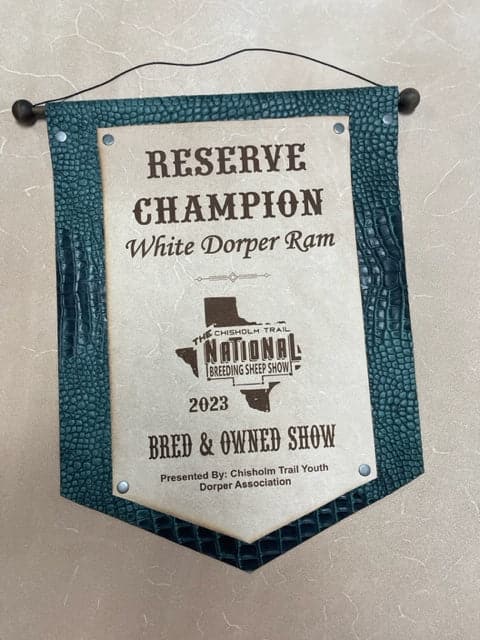 RESERVE
CHAMPION
White Dorper Ram
THE CHISHOLM TRAIL
NATIONAL
BREEDING SHEEP SHOW
2023
BRED & OWNED SHOW
Presented By: Chisholm Trail Youth
Dorper Association